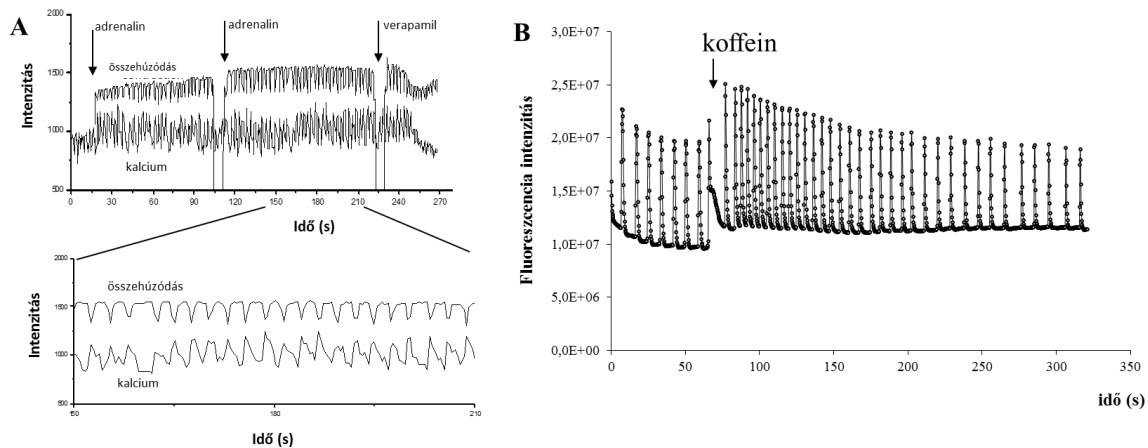 A
adrenalin
adrenalin
verapamil
2000
1500
1000
500
Intenzitás
összehúzódás
kalcium
0 30 60 90 120 150 180 210 240 270
Idő (s)
2000
1500
1000
500
Intenzitás
összehúzódás
kalcium
150 180 210
Idő (s)
B
koffein
3,0E+07
2,5E+07
2,0E+07
1,5E+07
1,0E+07
5,0E+06
0,0E+00
Fluoreszcencia intenzitás
0 50 100 150 200 250 300 350
idő (s)